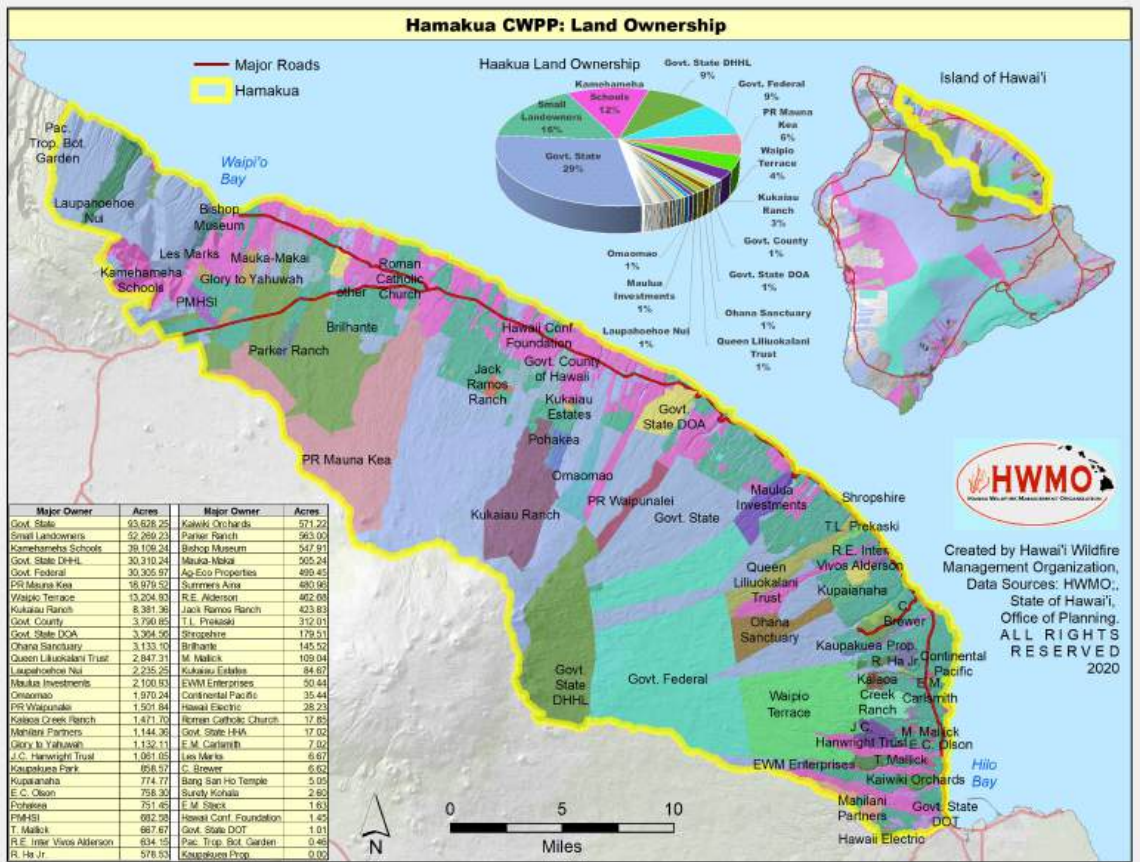 Hamakua CWPP: Land Ownership
Major Roads
Hamakua
Haakua Land Ownership
Govt. State DHHL
9%
Kamehameha
Schools
12%
Small
Landowners
16%
Govt. State
29%
Govt. Federal
9%
PR Mauna
Kea
6%
Waipio
Terrace
4%
Kukaiau
Ranch
3%
Govt. County
1%
Govt. State DOA
1%
Ohana Sanctuary
1%
Queen Liliuokalani
Trust
1%
Omaomao
1%
Maulua
Investments
1%
Laupahoehoe Nui
1%
Island of Hawai'i
Pac.
Trop. Bot.
Garden
Laupahoehoe
Nui
Waipi'o
Bay
Bishop
Museum
Les Marks
Mauka-Makai
Kamehameha
Schools
Glory to Yahuwah
PMHSI
other
Roman
Catholic
Church
Brilhante
Parker Ranch
Hawaii Conf.
Foundation
Jack
Ramos
Ranch
Govt. County
of Hawaii
Kukaiau
Estates
Govt.
State DOA
Pohakea
PR Mauna Kea
Omaomao
PR Waipunalei
Kukaiau Ranch
Govt. State
Maulua
Investments
Shropshire
T.L. Prekaski
R.E. Inter
Vivos Alderson
Queen
Liliuokalani
Trust
Kupaianaha
C.
Brewer
Ohana
Sanctuary
Kaupakuea Prop.
R. Ha Jr
Continental
Pacific
Govt.
State
DHHL
Govt. Federal
Kalaoa
Creek
Ranch
E.M.
Carlsmith
Waipio
Terrace
J.C.
Hanwright Trust
M. Mallick
E.C. Olson
EWM Enterprises
T. Mallick
Hilo
Bay
Kaiwiki Orchards
Mahilani
Partners
Govt. State
DOT
Hawaii Electric
HWMO
HAWAII WILDFIRE MANAGEMENT ORGANIZATION
Created by Hawai'i Wildfire
Management Organization,
Data Sources: HWMO;,
State of Hawai'i,
Office of Planning.
ALL RIGHTS
RESERVED
2020
Major Owner Acres Major Owner Acres
Govt. State 93,628.25 Kaiwiki Orchards 571.22
Small Landowners 52,269.23 Parker Ranch 563.00
Kamehameha Schools 39,109.24 Bishop Museum 547.91
Govt. State DHHL 30,310.24 Mauka-Makai 505.24
Govt. Federal 30,305.97 Ag-Eco Properties 499.45
PR Mauna Kea 18,979.52 Summers Aina 480.96
Waipio Terrace 13,204.93 R.E. Alderson 462.68
Kukaiau Ranch 8,381.36 Jack Ramos Ranch 423.83
Govt. County 3,790.85 T.L. Prekaski 312.01
Govt. State DOA 3,364.56 Shropshire 179.51
Ohana Sanctuary 3,133.10 Brilhante 145.52
Queen Liliuokalani Trust 2,847.31 M. Mallick 109.04
Laupahoehoe Nui 2,235.25 Kukaiau Estates 84.67
Maulua Investments 2,100.93 EWM Enterprises 50.44
Omaomao 1,970.24 Continental Pacific 35.44
PR Waipunalei 1,501.84 Hawaii Electric 28.23
Kalaoa Creek Ranch 1,471.70 Roman Catholic Church 17.85
Mahilani Partners 1,144.36 Govt. State HHA 17.02
Glory to Yahuwah 1,132.11 E.M. Carlsmith 7.02
J.C. Hanwright Trust 1,061.05 Les Marks 6.67
Kaupakuea Park 858.57 C. Brewer 6.62
Kupaianaha 774.77 Bang San Ho Temple 5.05
E.C. Olson 758.30 Surety Kohala 2.60
Pohakea 751.45 E.M. Stack 1.63
PMHSI 682.58 Hawaii Conf. Foundation 1.45
T. Mallick 667.67 Govt. State DOT 1.01
R.E. Inter Vivos Alderson 634.15 Pac. Trop. Bot. Garden 0.46
R. Ha Jr 578.53 Kaupakuea Prop. 0.00
0 5 10
Miles
N